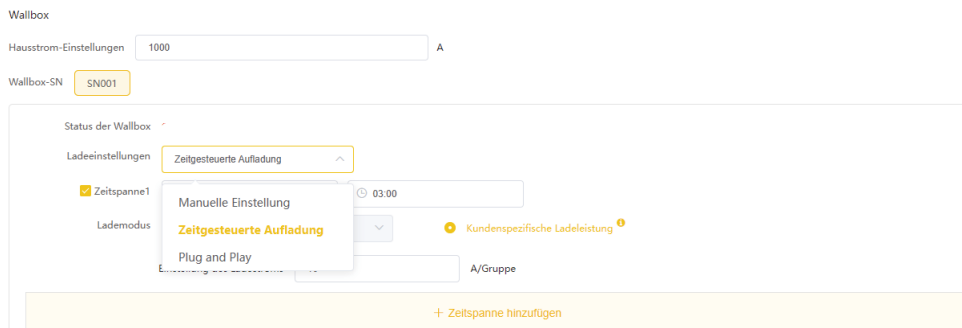 Wallbox
Hausstrom-Einstellungen 1000 A
Wallbox-SN SN001
Status der Wallbox -
Ladeeinstellungen Zeitgesteuerte Aufladung
Zeitspanne1 03:00
Manuelle Einstellung
Lademodus Zeitgesteuerte Aufladung Kundenspezifische Ladeleistung
Plug and Play
A/Gruppe
+ Zeitspanne hinzufügen